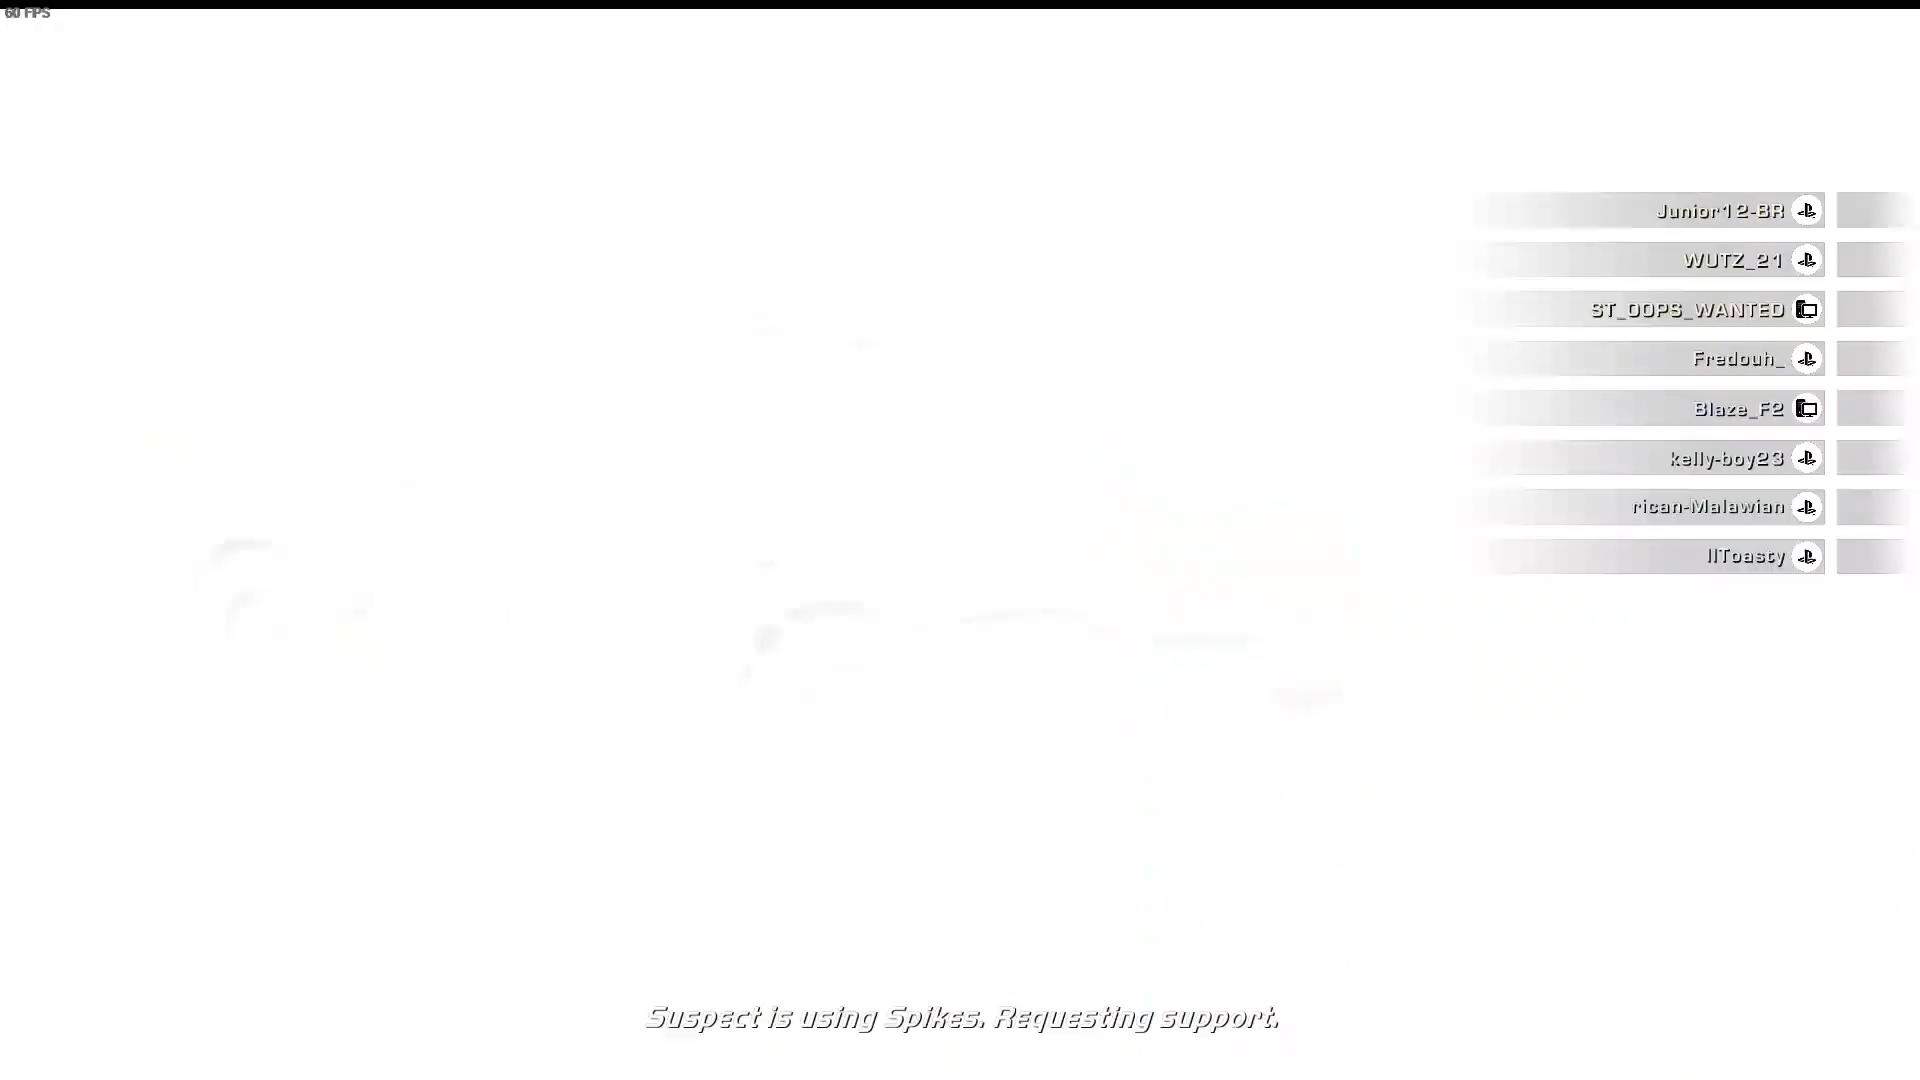 60 FPS
Junior12-BR
WUTZ_21
ST_OOPS_WANTED
Fredouh_
Blaze_F2
kelly-boy23
rican-Malawian
llToasty
Suspect is using Spikes. Requesting support.